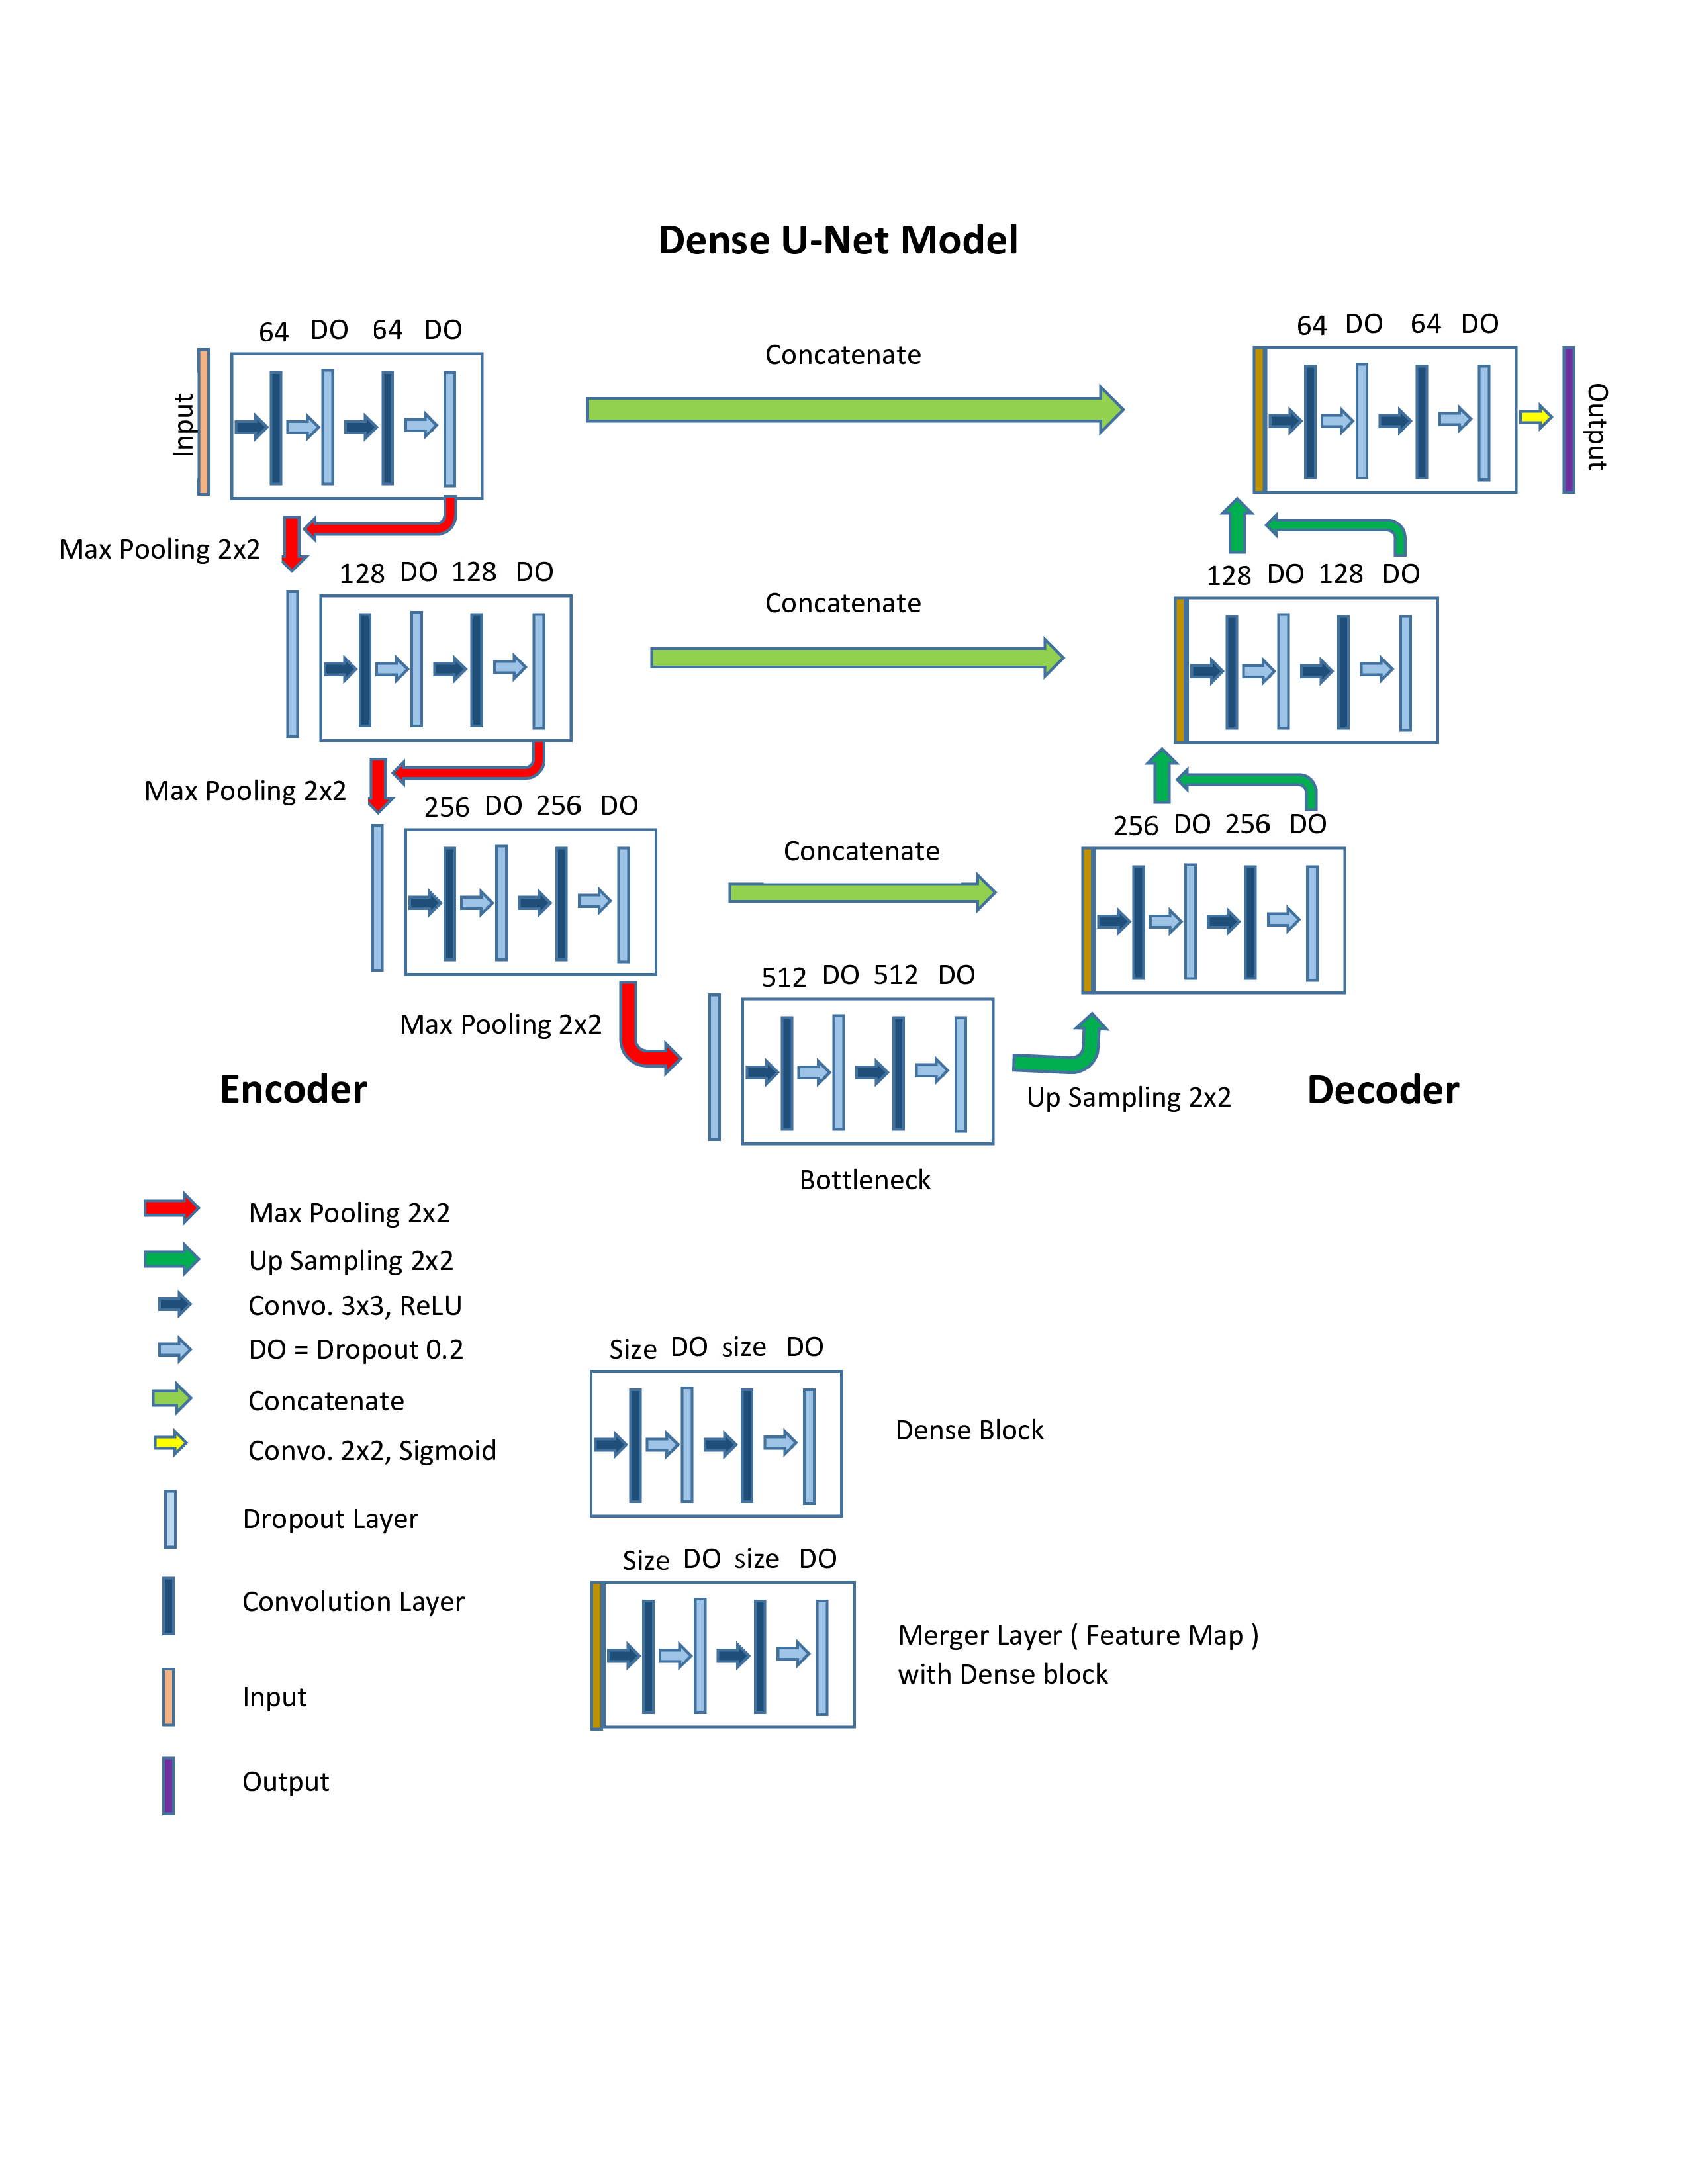 Dense U-Net Model
64 DO 64 DO
Concatenate
64 DO 64 DO
Input
Output
Max Pooling 2x2
128 DO 128 DO
Concatenate
128 DO 128 DO
Max Pooling 2x2
256 DO 256 DO
Concatenate
256 DO 256 DO
Max Pooling 2x2
512 DO 512 DO
Up Sampling 2x2
Encoder
Decoder
Bottleneck
Max Pooling 2x2
Up Sampling 2x2
Convo. 3x3, ReLU
DO = Dropout 0.2
Concatenate
Convo. 2x2, Sigmoid
Dropout Layer
Convolution Layer
Input
Output
Size DO size DO
Dense Block
Size DO size DO
Merger Layer ( Feature Map )
with Dense block